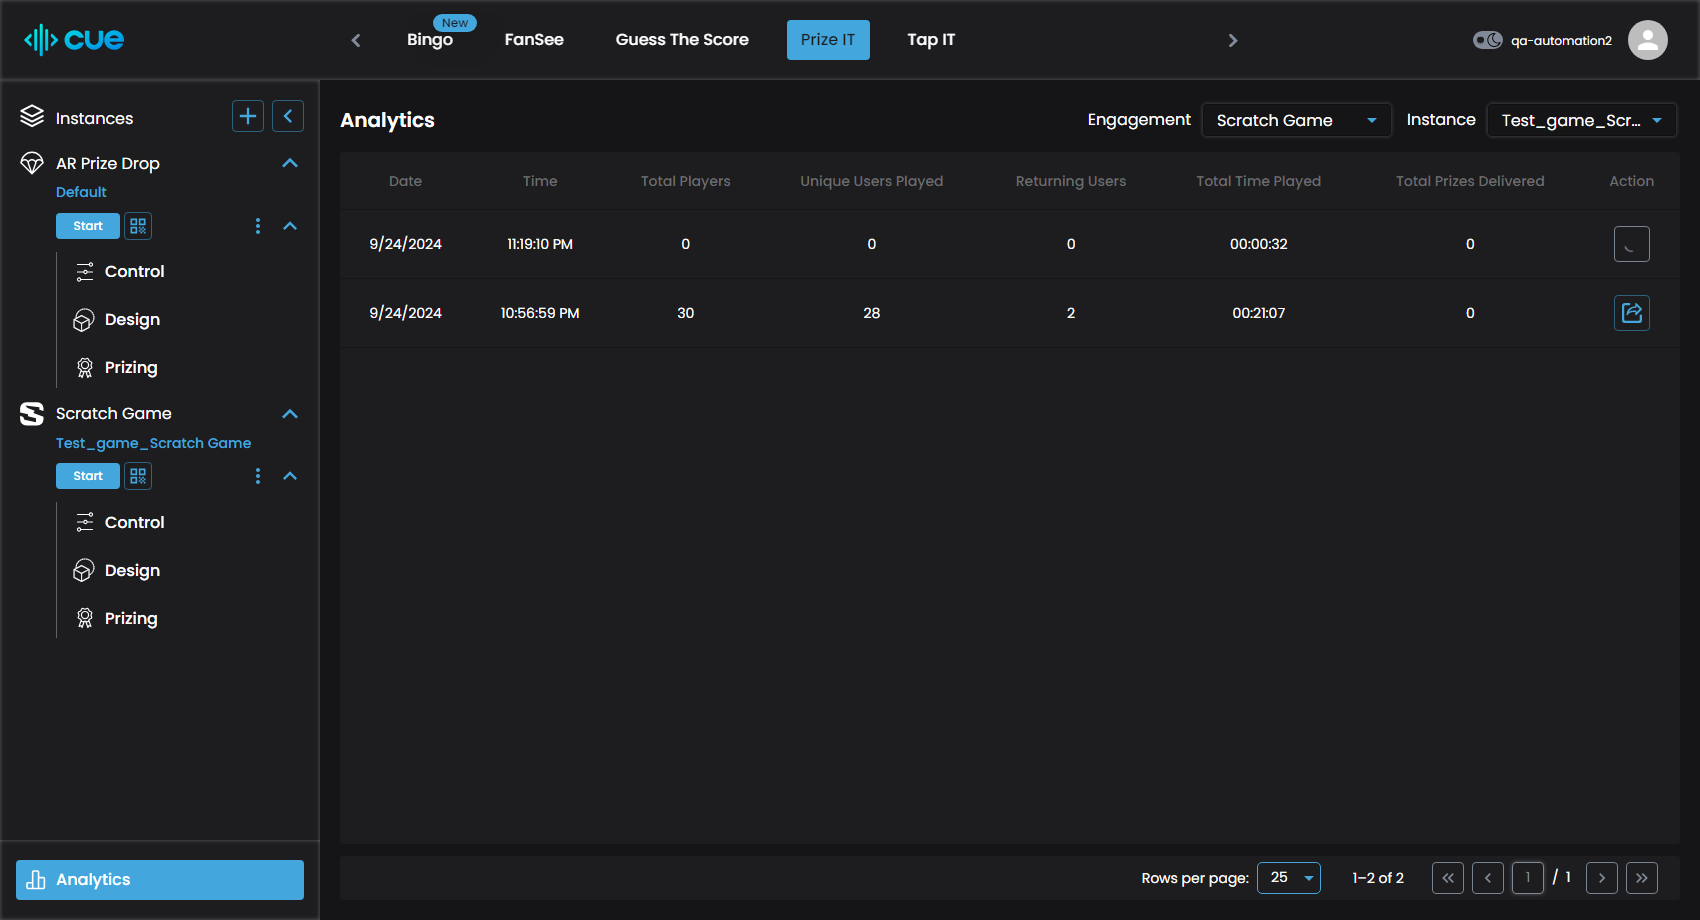 cue
New
Bingo FanSee Guess The Score Prize IT Tap IT
qa-automation2
Instances
AR Prize Drop
Default
Start
Control
Design
Prizing
Scratch Game
Test_game_Scratch Game
Start
Control
Design
Prizing
Analytics
Analytics
Engagement Scratch Game Instance Test_game_Scr...
Date Time Total Players Unique Users Played Returning Users Total Time Played Total Prizes Delivered Action
9/24/2024 11:19:10 PM 0 0 0 00:00:32 0
9/24/2024 10:56:59 PM 30 28 2 00:21:07 0
Rows per page: 25 1–2 of 2 1 / 1